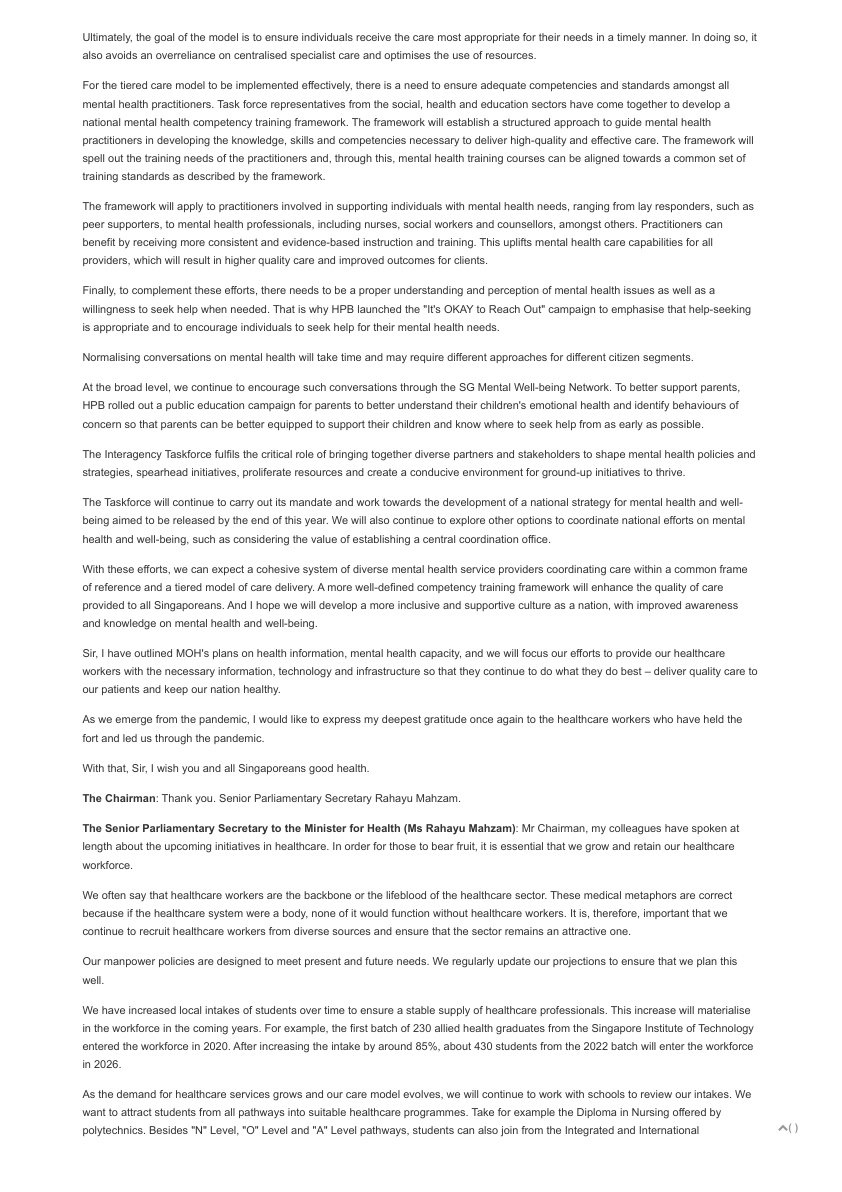 Ultimately, the goal of the model is to ensure individuals receive the care most appropriate for their needs in a timely manner. In doing so, it
also avoids an overreliance on centralised specialist care and optimises the use of resources.
For the tiered care model to be implemented effectively, there is a need to ensure adequate competencies and standards amongst all
mental health practitioners. Task force representatives from the social, health and education sectors have come together to develop a
national mental health competency training framework. The framework will establish a structured approach to guide mental health
practitioners in developing the knowledge, skills and competencies necessary to deliver high-quality and effective care. The framework will
spell out the training needs of the practitioners and, through this, mental health training courses can be aligned towards a common set of
training standards as described by the framework.
The framework will apply to practitioners involved in supporting individuals with mental health needs, ranging from lay responders, such as
peer supporters, to mental health professionals, including nurses, social workers and counsellors, amongst others. Practitioners can
benefit by receiving more consistent and evidence-based instruction and training. This uplifts mental health care capabilities for all
providers, which will result in higher quality care and improved outcomes for clients.
Finally, to complement these efforts, there needs to be a proper understanding and perception of mental health issues as well as a
willingness to seek help when needed. That is why HPB launched the "It's OKAY to Reach Out" campaign to emphasise that help-seeking
is appropriate and to encourage individuals to seek help for their mental health needs.
Normalising conversations on mental health will take time and may require different approaches for different citizen segments.
At the broad level, we continue to encourage such conversations through the SG Mental Well-being Network. To better support parents,
HPB rolled out a public education campaign for parents to better understand their children's emotional health and identify behaviours of
concern so that parents can be better equipped to support their children and know where to seek help from as early as possible.
The Interagency Taskforce fulfils the critical role of bringing together diverse partners and stakeholders to shape mental health policies and
strategies, spearhead initiatives, proliferate resources and create a conducive environment for ground-up initiatives to thrive.
The Taskforce will continue to carry out its mandate and work towards the development of a national strategy for mental health and well-
being aimed to be released by the end of this year. We will also continue to explore other options to coordinate national efforts on mental
health and well-being, such as considering the value of establishing a central coordination office.
With these efforts, we can expect a cohesive system of diverse mental health service providers coordinating care within a common frame
of reference and a tiered model of care delivery. A more well-defined competency training framework will enhance the quality of care
provided to all Singaporeans. And I hope we will develop a more inclusive and supportive culture as a nation, with improved awareness
and knowledge on mental health and well-being.
Sir, I have outlined MOH's plans on health information, mental health capacity, and we will focus our efforts to provide our healthcare
workers with the necessary information, technology and infrastructure so that they continue to do what they do best – deliver quality care to
our patients and keep our nation healthy.
As we emerge from the pandemic, I would like to express my deepest gratitude once again to the healthcare workers who have held the
fort and led us through the pandemic.
With that, Sir, I wish you and all Singaporeans good health.
The Chairman: Thank you. Senior Parliamentary Secretary Rahayu Mahzam.
The Senior Parliamentary Secretary to the Minister for Health (Ms Rahayu Mahzam): Mr Chairman, my colleagues have spoken at
length about the upcoming initiatives in healthcare. In order for those to bear fruit, it is essential that we grow and retain our healthcare
workforce.
We often say that healthcare workers are the backbone or the lifeblood of the healthcare sector. These medical metaphors are correct
because if the healthcare system were a body, none of it would function without healthcare workers. It is, therefore, important that we
continue to recruit healthcare workers from diverse sources and ensure that the sector remains an attractive one.
Our manpower policies are designed to meet present and future needs. We regularly update our projections to ensure that we plan this
well.
We have increased local intakes of students over time to ensure a stable supply of healthcare professionals. This increase will materialise
in the workforce in the coming years. For example, the first batch of 230 allied health graduates from the Singapore Institute of Technology
entered the workforce in 2020. After increasing the intake by around 85%, about 430 students from the 2022 batch will enter the workforce
in 2026.
As the demand for healthcare services grows and our care model evolves, we will continue to work with schools to review our intakes. We
want to attract students from all pathways into suitable healthcare programmes. Take for example the Diploma in Nursing offered by
polytechnics. Besides "N" Level, "O" Level and "A" Level pathways, students can also join from the Integrated and International
( )